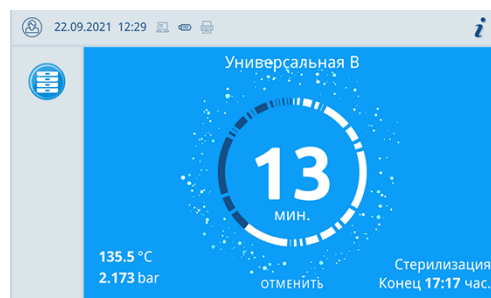 22.09.2021 12:29
i
Универсальная В
13
мин.
135.5 °C
2.173 bar
Стерилизация
ОТМЕНИТЬ
Конец 17:17 час.